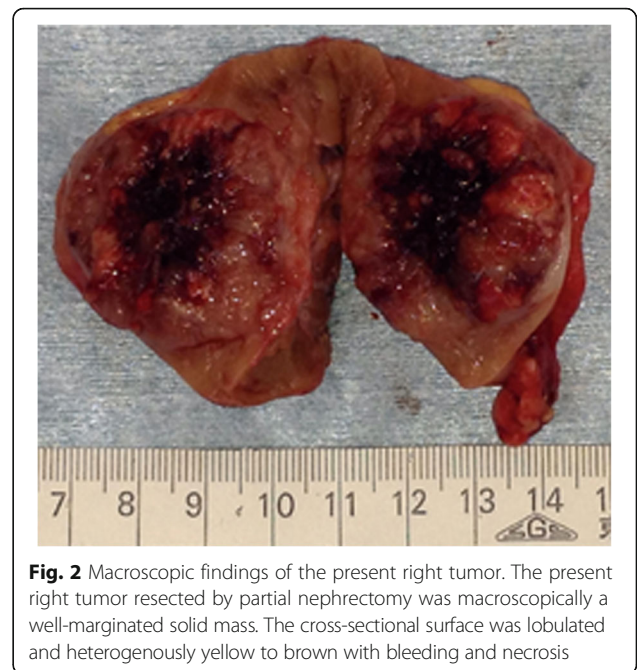 7 8 9 10 11 12 13 14 1
G
Fig. 2 Macroscopic findings of the present right tumor. The present
right tumor resected by partial nephrectomy was macroscopically a
well-marginated solid mass. The cross-sectional surface was lobulated
and heterogenously yellow to brown with bleeding and necrosis